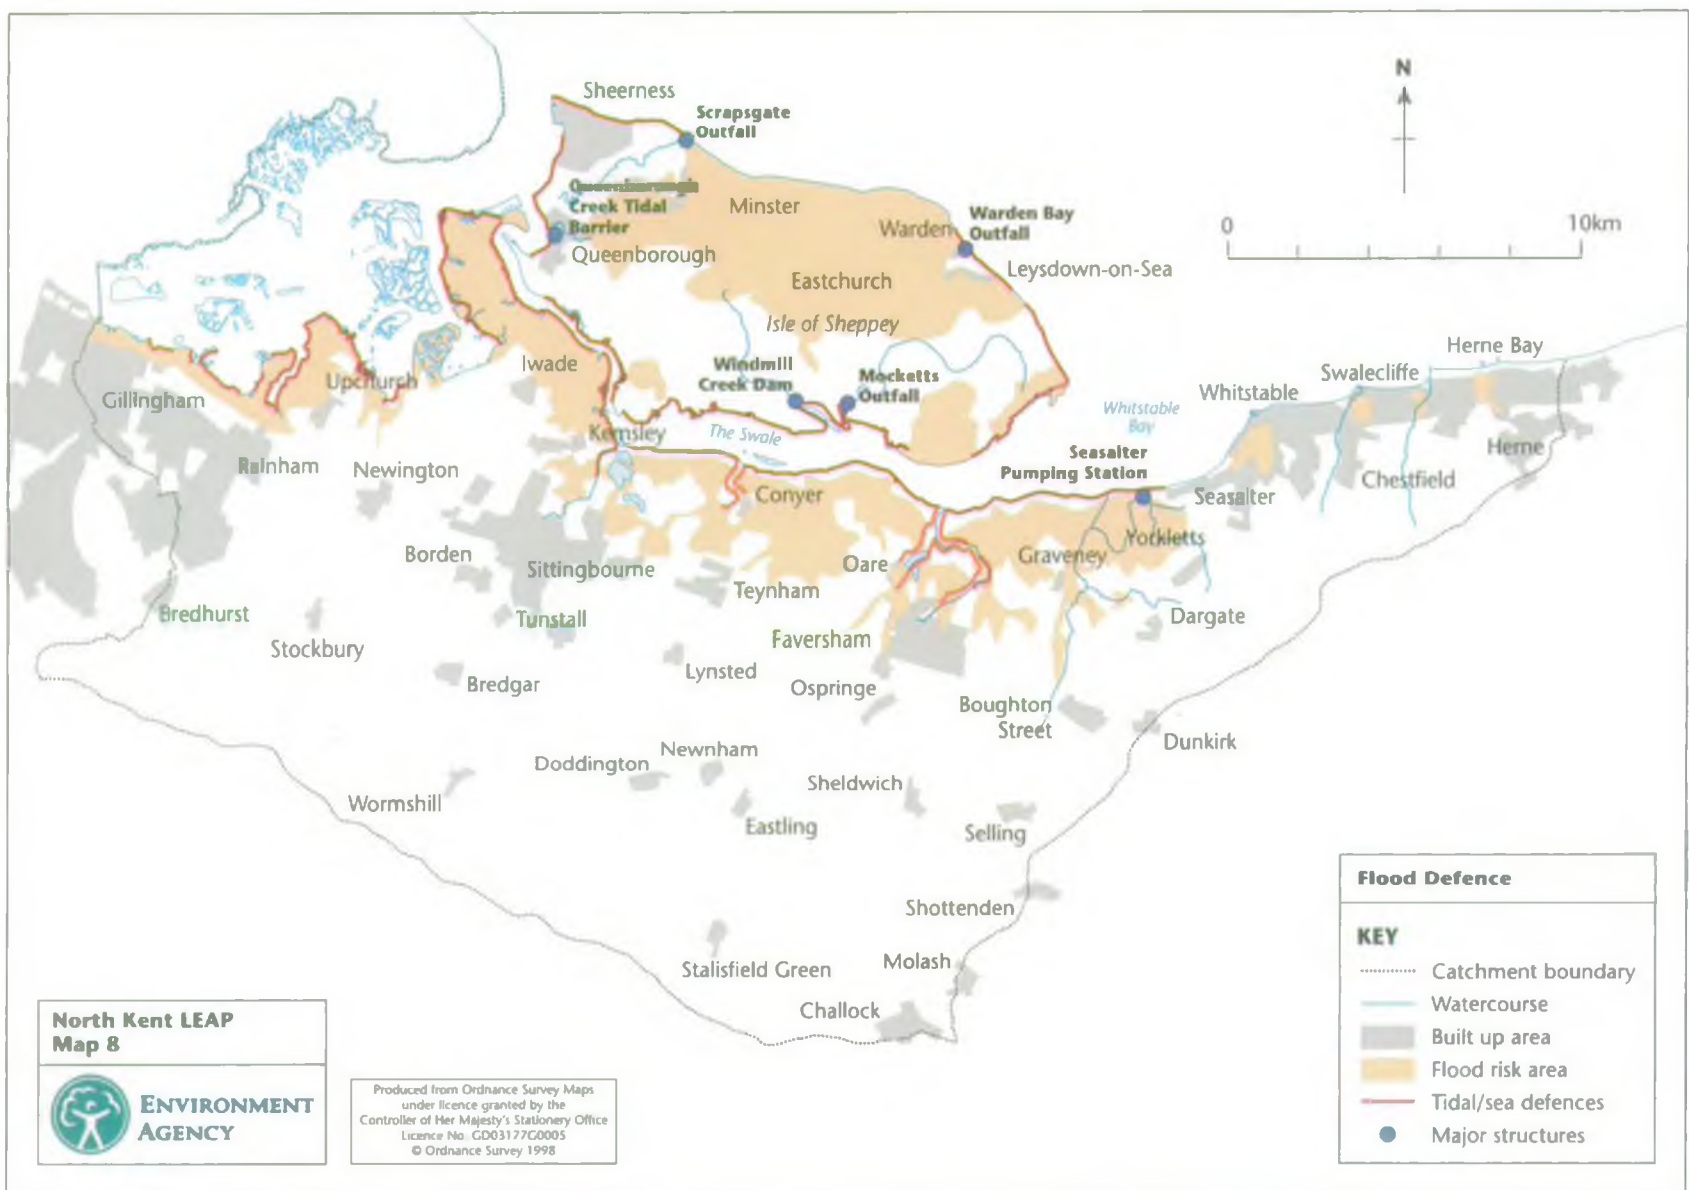 Sheerness
Scrapsgate
Outfall
N
Queenborough
Creek Tidal
Barrier
Minster
Warden
Warden Bay
Outfall
0
10km
Queenborough
Leysdown-on-Sea
Eastchurch
Isle of Sheppey
Herne Bay
Iwade
Windmill
Creek Dam
Mocketts
Outfall
Swalecliffe
Upchurch
Whitstable
Gillingham
Whitstable
Bay
Kemsley
The Swale
Seasalter
Pumping Station
Herne
Rainham
Newington
Chestfield
Conyer
Seasalter
Yorkletts
Borden
Graveney
Sittingbourne
Oare
Teynham
Bredhurst
Tunstall
Dargate
Stockbury
Faversham
Lynsted
Bredgar
Ospringe
Boughton
Street
Dunkirk
Newnham
Doddington
Sheldwich
Wormshill
Eastling
Selling
Shottenden
Molash
Stalisfield Green
Challock
Flood Defence
KEY
Catchment boundary
Watercourse
Built up area
Flood risk area
Tidal/sea defences
Major structures
North Kent LEAP
Map 8
ENVIRONMENT
AGENCY
Produced from Ordnance Survey Maps
under licence granted by the
Controller of Her Majesty's Stationery Office
Licence No. GD03177G0005
© Ordnance Survey 1998